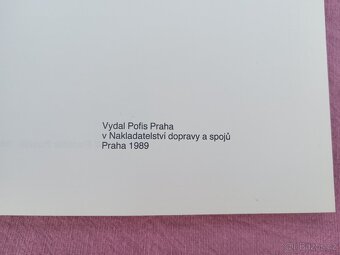 Vydal Pofis Praha
v Nakladatelství dopravy a spojů
Praha 1989